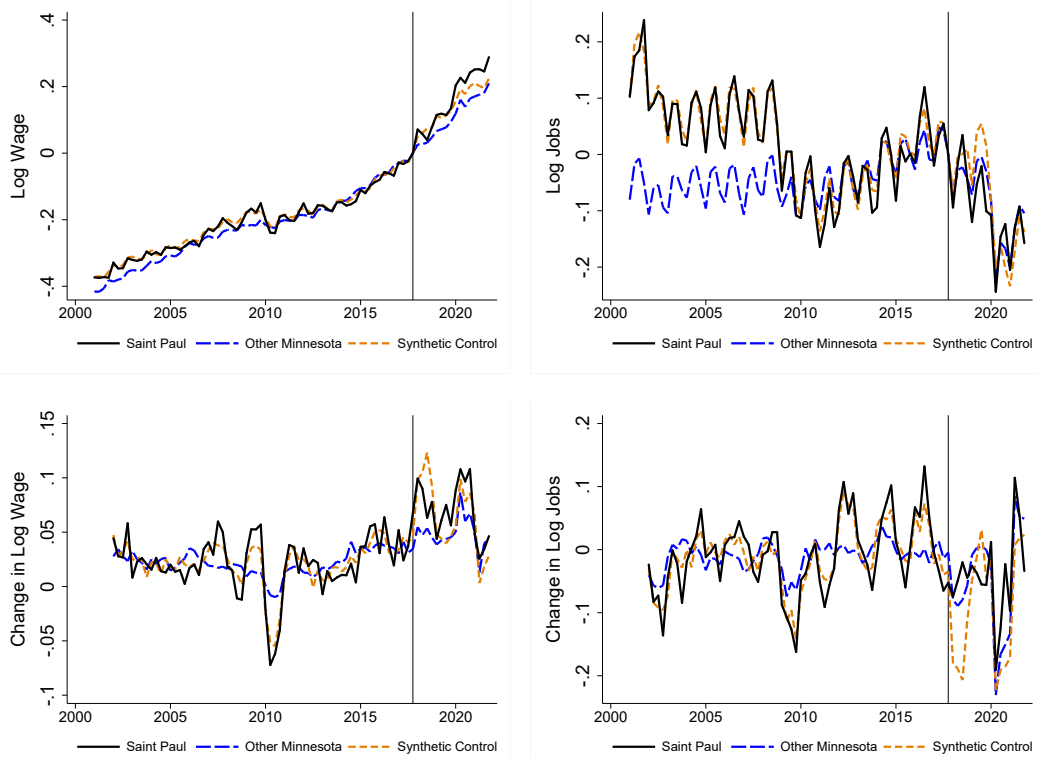 Log Wage
.4
.2
0
-.2
-.4
2000 2005 2010 2015 2020
Saint Paul Other Minnesota Synthetic Control
Log Jobs
.2
.1
0
-.1
-.2
2000 2005 2010 2015 2020
Saint Paul Other Minnesota Synthetic Control
Change in Log Wage
.15
.1
.05
0
-.05
-.1
2000 2005 2010 2015 2020
Saint Paul Other Minnesota Synthetic Control
Change in Log Jobs
.2
.1
0
-.1
-.2
2000 2005 2010 2015 2020
Saint Paul Other Minnesota Synthetic Control